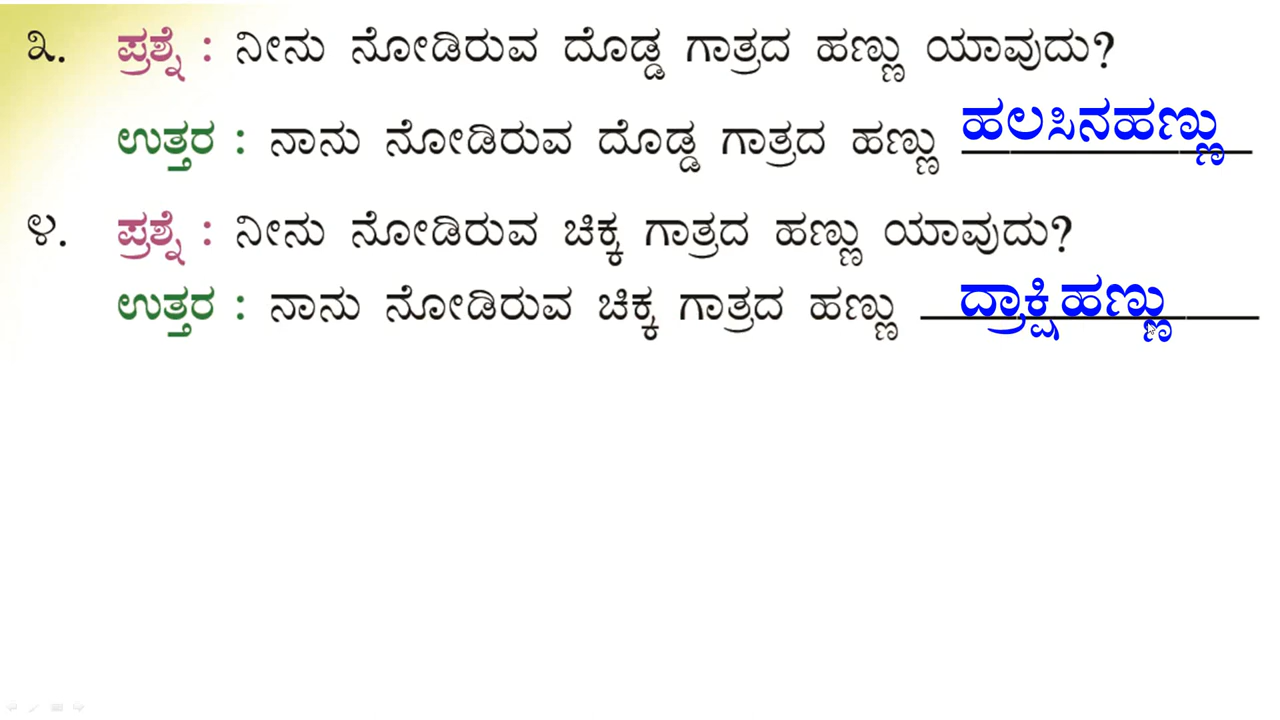 ೩. ಪ್ರಶ್ನೆ : ನೀನು ನೋಡಿರುವ ದೊಡ್ಡ ಗಾತ್ರದ ಹಣ್ಣು ಯಾವುದು?
ಉತ್ತರ : ನಾನು ನೋಡಿರುವ ದೊಡ್ಡ ಗಾತ್ರದ ಹಣ್ಣು ಹಲಸಿನಹಣ್ಣು
೪. ಪ್ರಶ್ನೆ : ನೀನು ನೋಡಿರುವ ಚಿಕ್ಕ ಗಾತ್ರದ ಹಣ್ಣು ಯಾವುದು?
ಉತ್ತರ : ನಾನು ನೋಡಿರುವ ಚಿಕ್ಕ ಗಾತ್ರದ ಹಣ್ಣು ದ್ರಾಕ್ಷಿಹಣ್ಣು